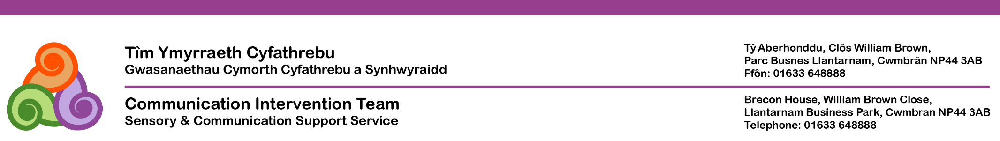 Tîm Ymyrraeth Cyfathrebu
Gwasanaethau Cymorth Cyfathrebu a Synhwyraidd
Tŷ Aberhonddu, Clös William Brown,
Parc Busnes Llantarnam, Cwmbrân NP44 3AB
Ffôn: 01633 648888
Communication Intervention Team
Sensory & Communication Support Service
Brecon House, William Brown Close,
Llantarnam Business Park, Cwmbran NP44 3AB
Telephone: 01633 648888